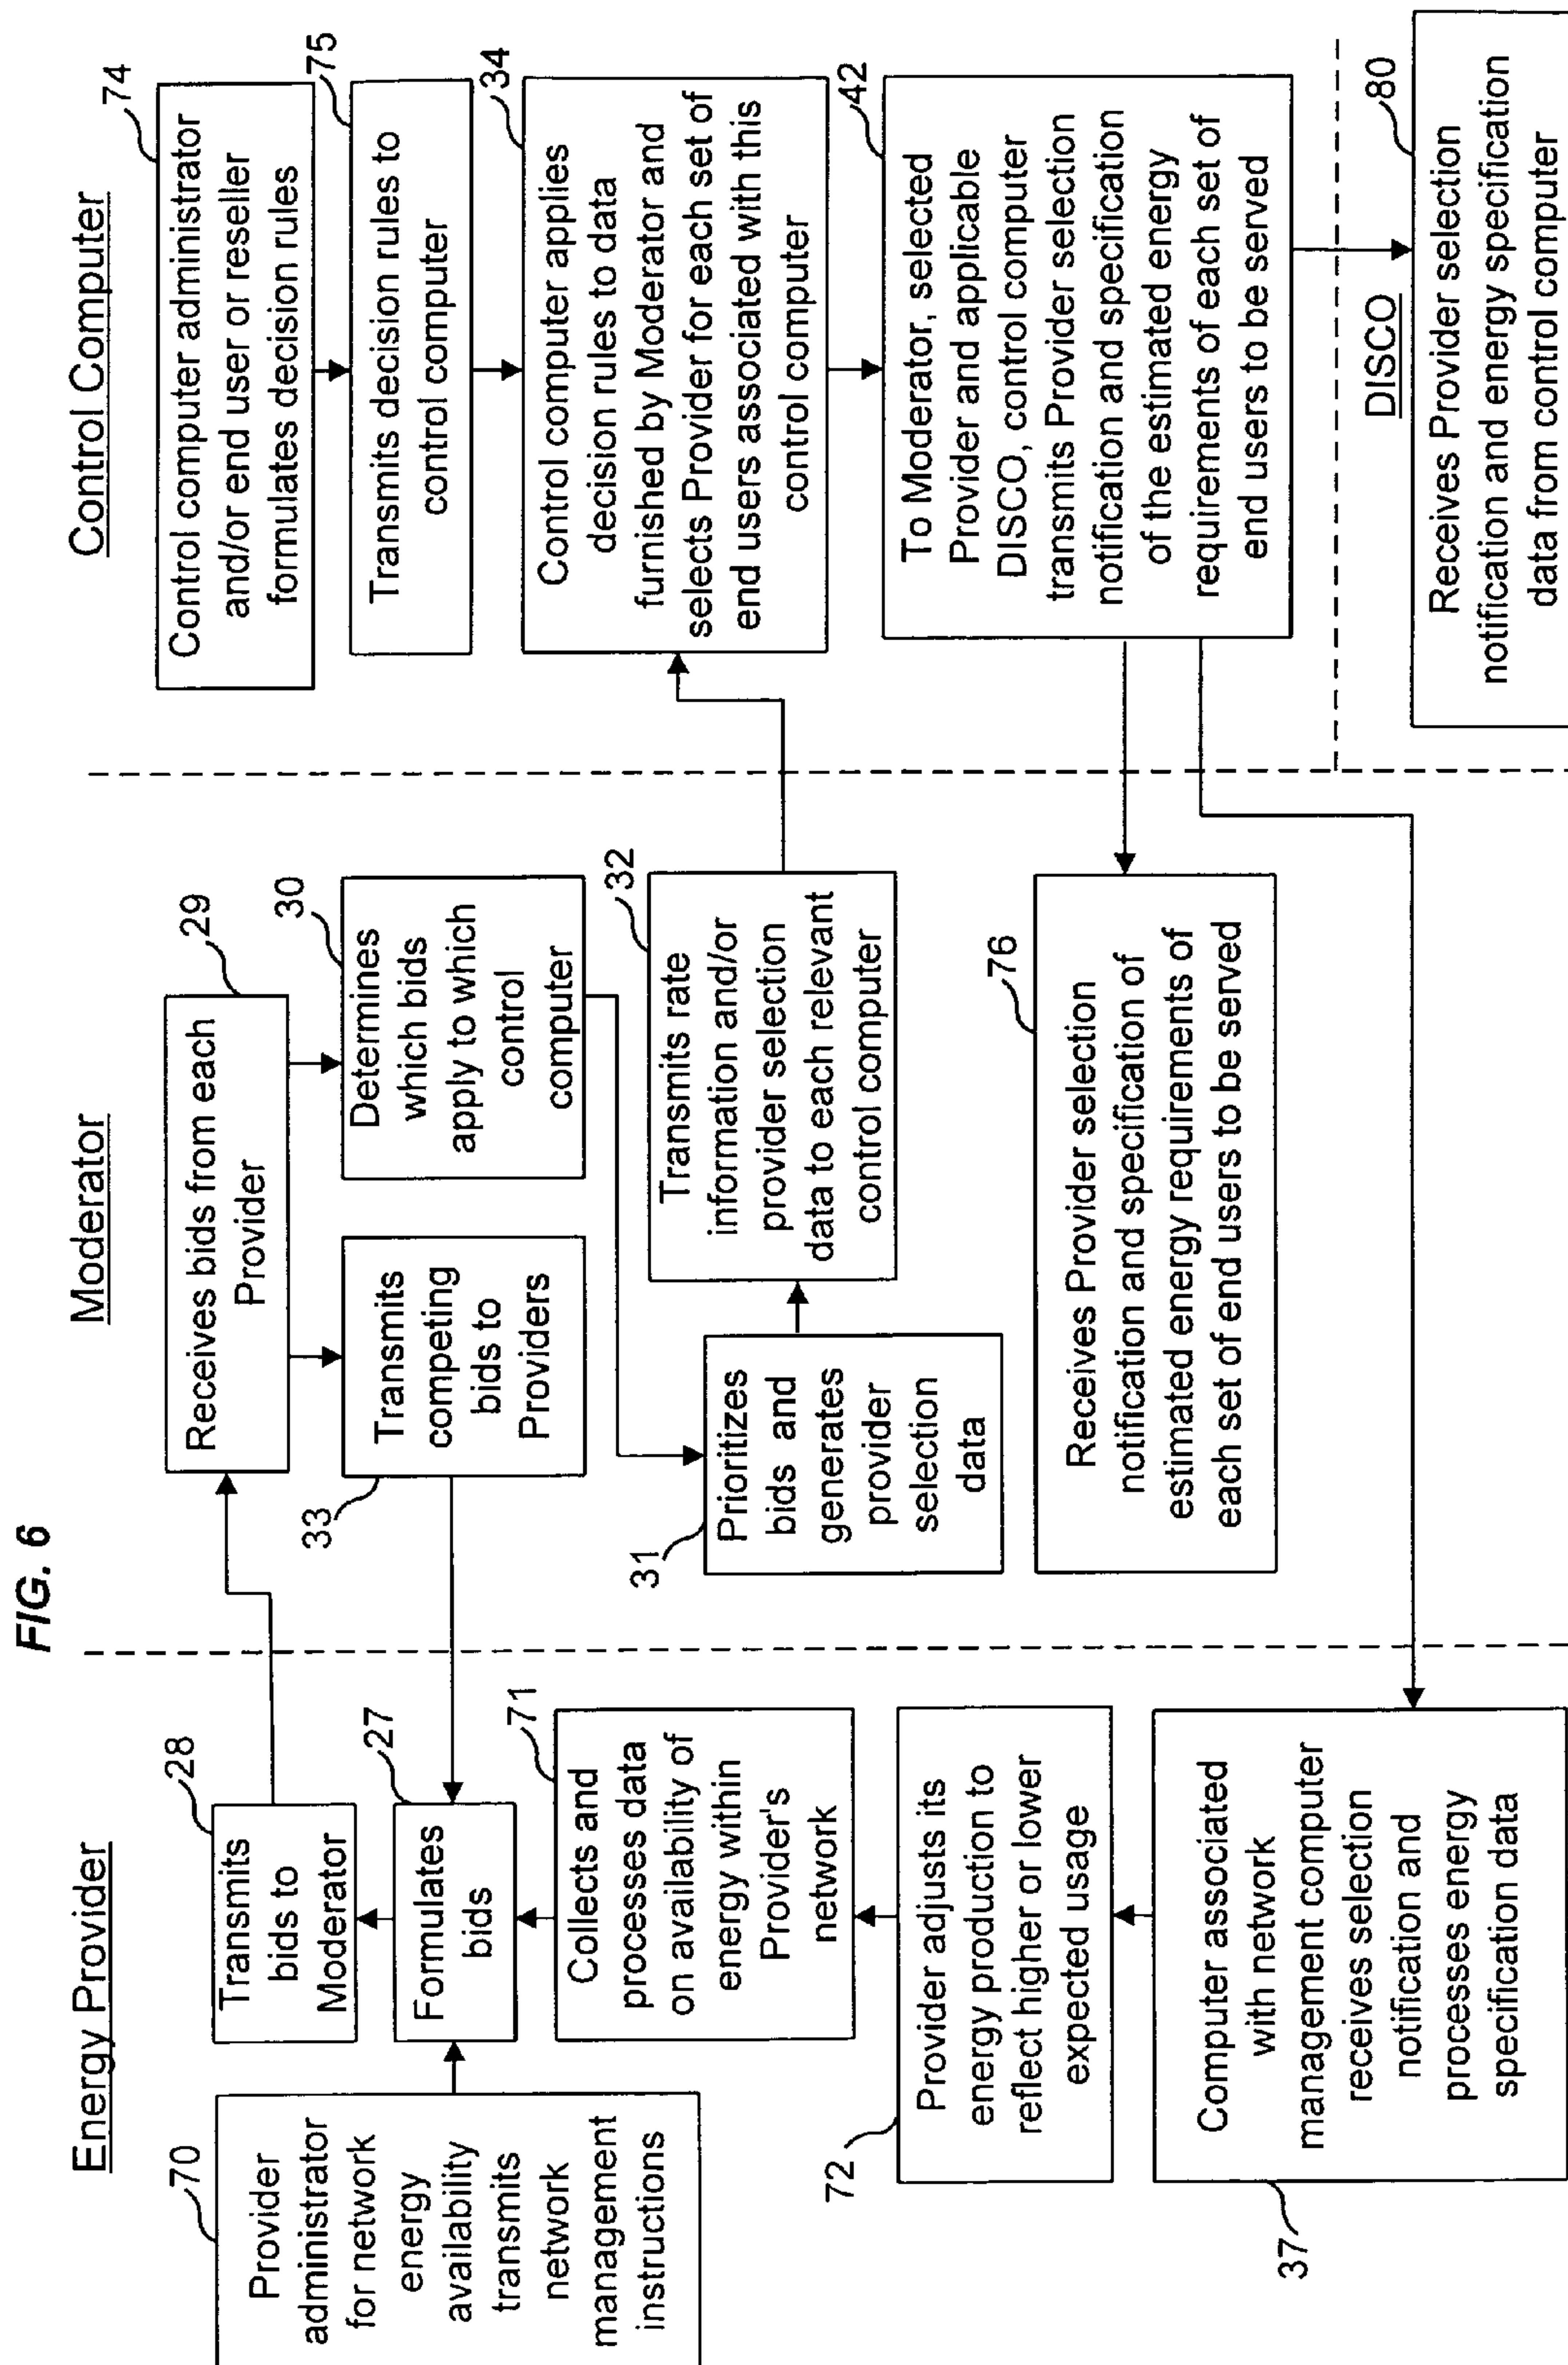 FIG. 6
Energy Provider
70
Provider
administrator
for network
energy
availability
transmits
network
management
instructions
28
Transmits
bids to
Moderator
27
Formulates
bids
71
Collects and
processes data
on availability of
energy within
Provider's
network
72
Provider adjusts its
energy production to
reflect higher or lower
expected usage
37
Computer associated
with network
management computer
receives selection
notification and
processes energy
specification data
Moderator
29
Receives bids from each
Provider
33
Transmits
competing
bids to
Providers
30
Determines
which bids
apply to which
control
computer
31
Prioritizes
bids and
generates
provider
selection
data
32
Transmits rate
information and/or
provider selection
data to each relevant
control computer
76
Receives Provider selection
notification and specification of
estimated energy requirements of
each set of end users to be served
Control Computer
74
Control computer administrator
and/or end user or reseller
formulates decision rules
75
Transmits decision rules to
control computer
34
Control computer applies
decision rules to data
furnished by Moderator and
selects Provider for each set of
end users associated with this
control computer
42
To Moderator, selected
Provider and applicable
DISCO, control computer
transmits Provider selection
notification and specification
of the estimated energy
requirements of each set of
end users to be served
DISCO
80
Receives Provider selection
notification and energy specification
data from control computer